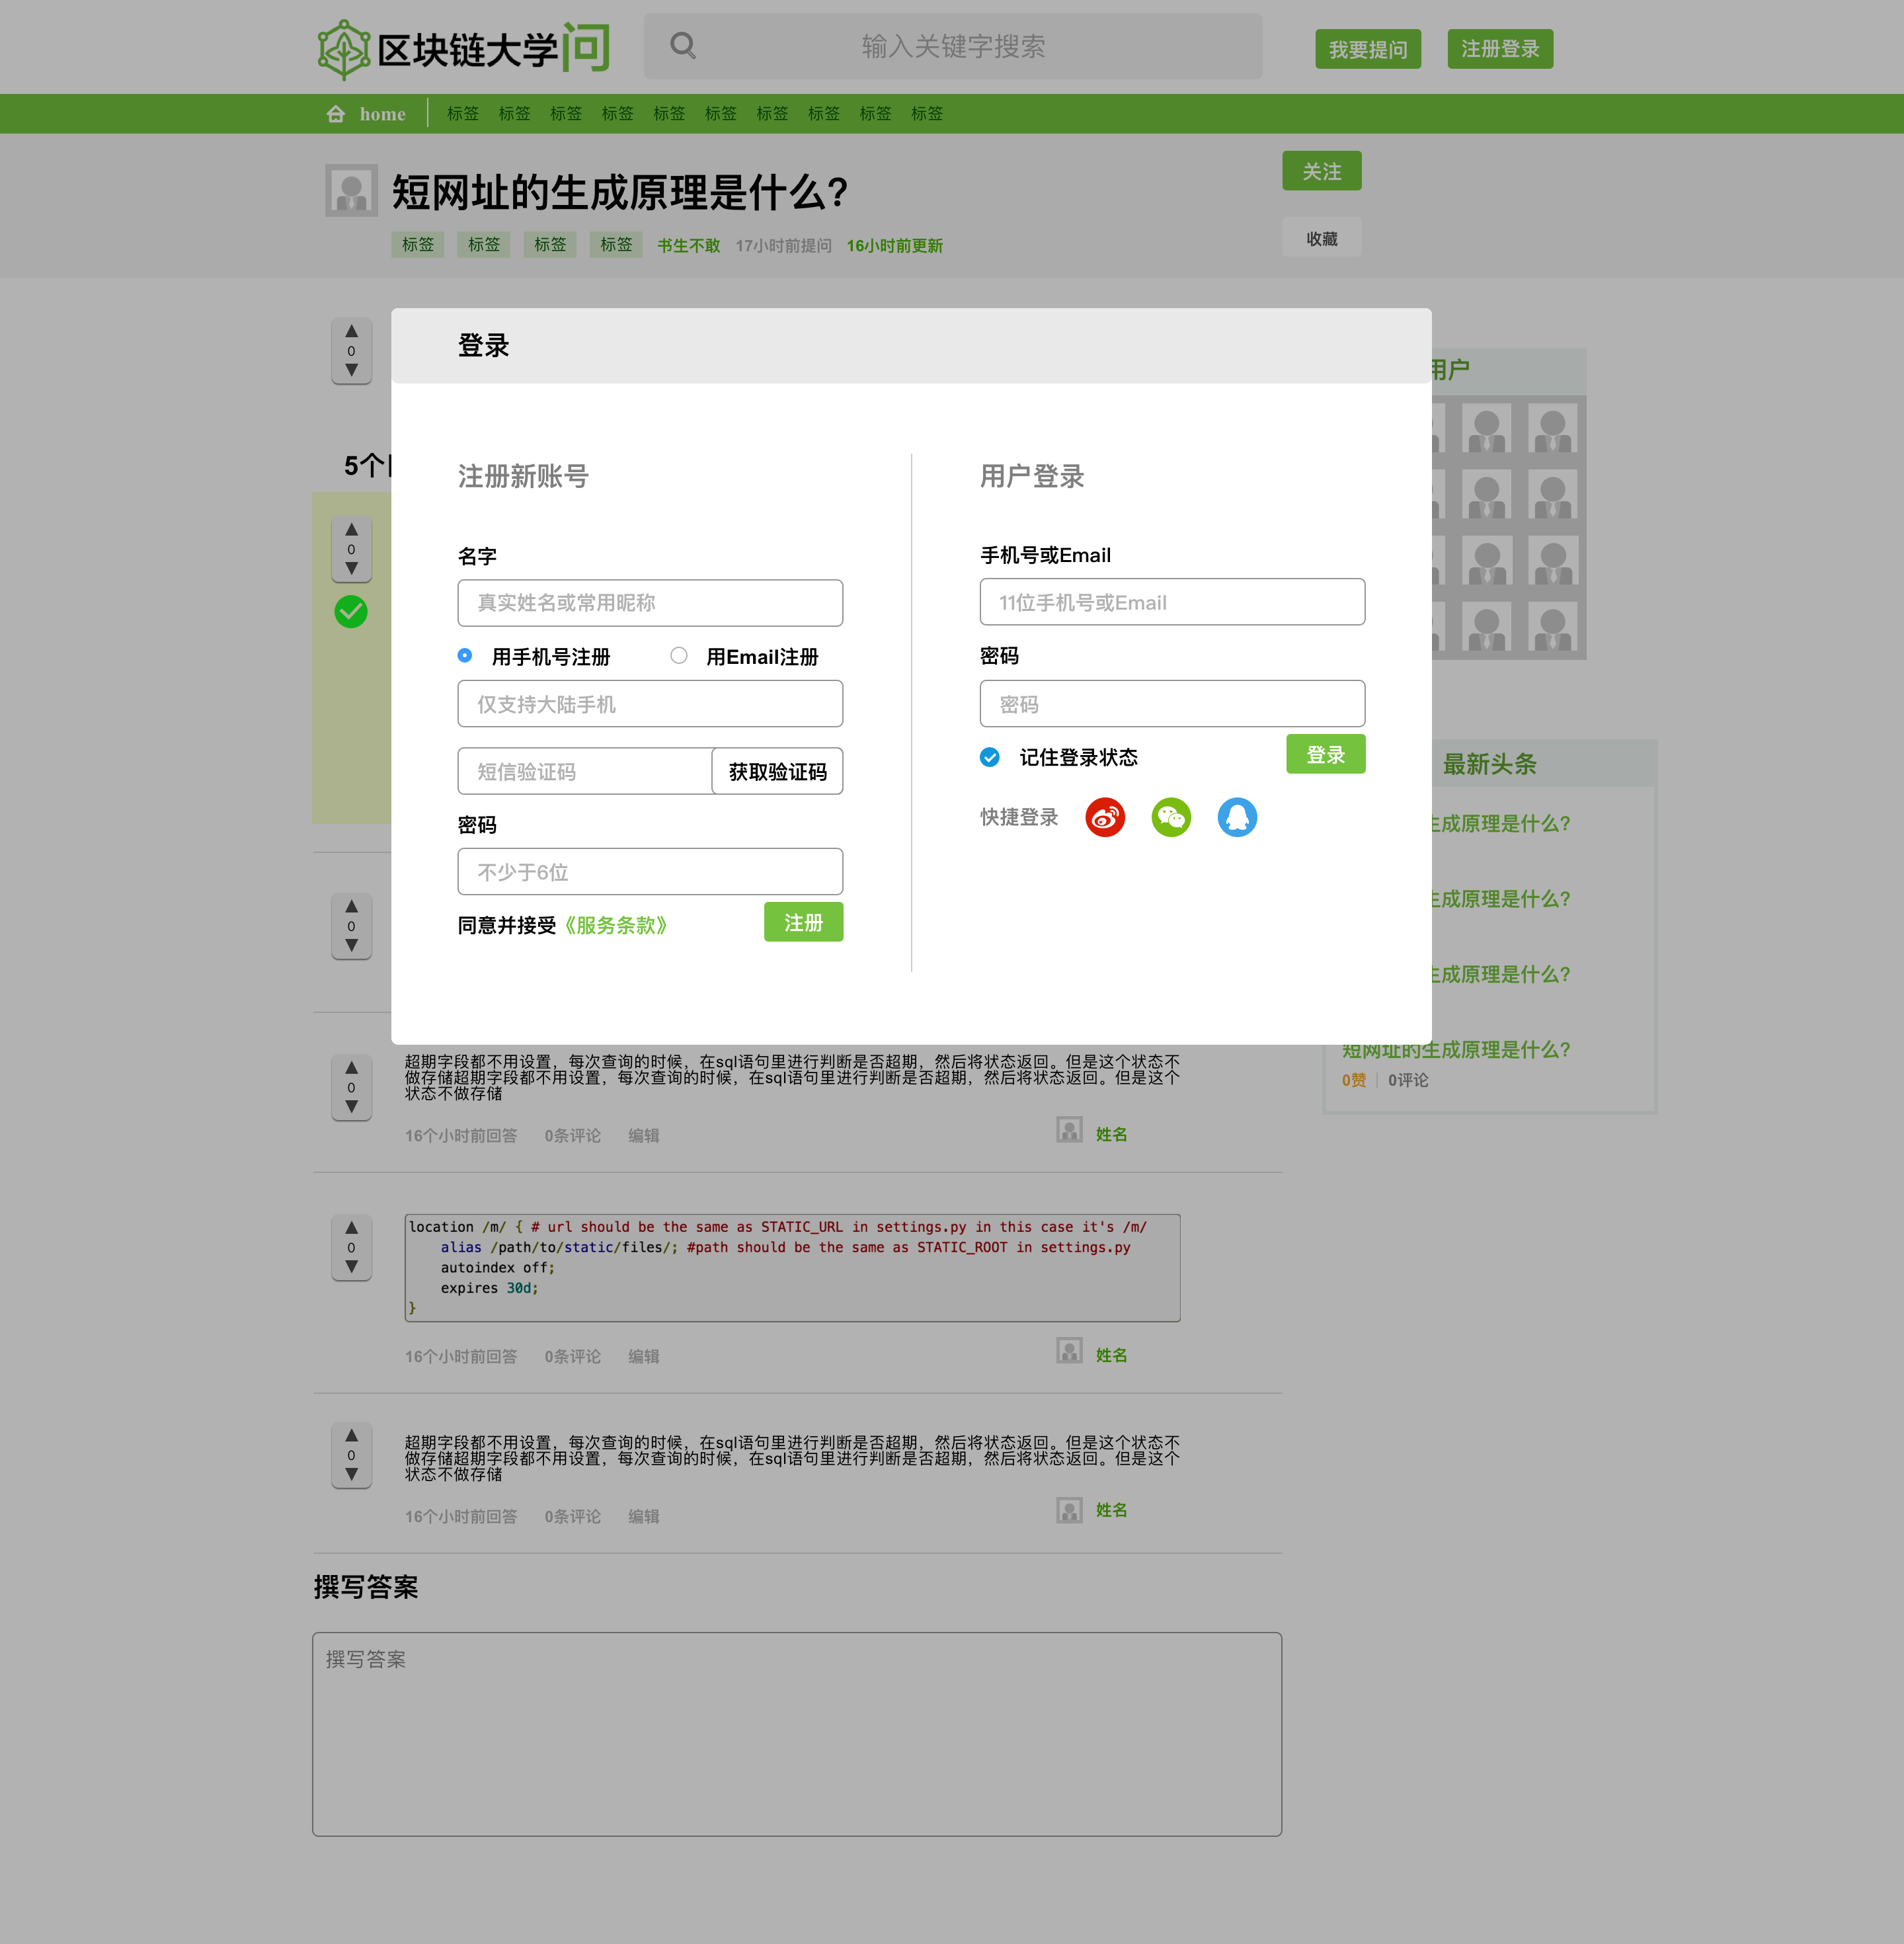 区块链大学问
输入关键字搜索
我要提问
注册登录
home 标签 标签 标签 标签 标签 标签 标签 标签 标签 标签
短网址的生成原理是什么?
关注
标签 标签 标签 标签 书生不敢 17小时前提问 16小时前更新
收藏
0
登录
用户
5个
注册新账号
名字
真实姓名或常用昵称
用手机号注册 用Email注册
仅支持大陆手机
短信验证码 获取验证码
密码
不少于6位
同意并接受《服务条款》 注册
用户登录
手机号或Email
11位手机号或Email
密码
密码
记住登录状态 登录
快捷登录
0
最新头条
生成原理是什么?
生成原理是什么?
生成原理是什么?
短网址的生成原理是什么?
0赞 0评论
0
0
超期字段都不用设置，每次查询的时候，在sql语句里进行判断是否超期，然后将状态返回。但是这个状态不
做存储超期字段都不用设置，每次查询的时候，在sql语句里进行判断是否超期，然后将状态返回。但是这个
状态不做存储
16个小时前回答 0条评论 编辑 姓名
0
location /m/ { # url should be the same as STATIC_URL in settings.py in this case it's /m/
alias /path/to/static/files/; #path should be the same as STATIC_ROOT in settings.py
autoindex off;
expires 30d;
}
16个小时前回答 0条评论 编辑 姓名
0
超期字段都不用设置，每次查询的时候，在sql语句里进行判断是否超期，然后将状态返回。但是这个状态不
做存储超期字段都不用设置，每次查询的时候，在sql语句里进行判断是否超期，然后将状态返回。但是这个
状态不做存储
16个小时前回答 0条评论 编辑 姓名
撰写答案
撰写答案